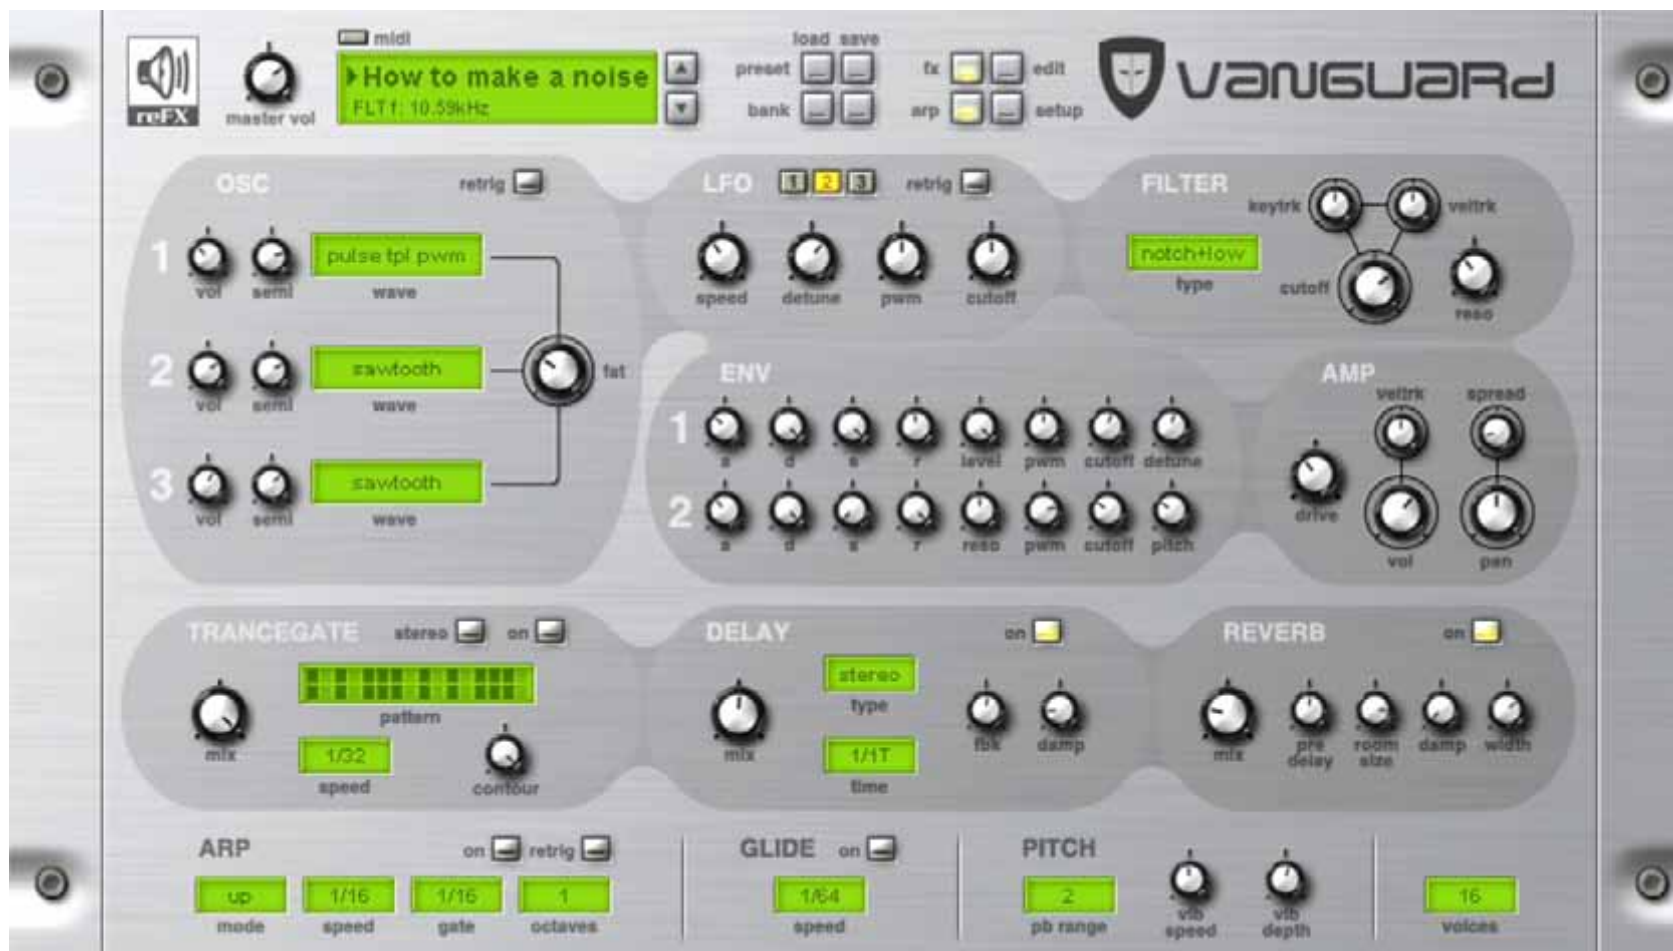 reFX
master vol
midi
How to make a noise
FLTf: 10.59kHz
load save
preset
bank
fx
edit
arp
setup
VANGUARD
OSC
retrig
1
vol
semi
pulse tpl pwm
wave
2
vol
semi
sawtooth
wave
fat
3
vol
semi
sawtooth
wave
LFO
1 2 3
retrig
speed
detune
pwm
cutoff
FILTER
keytrk
veltrk
notch+low
type
cutoff
reso
ENV
1
a d s r level pwm cutoff detune
2
a d s r reso pwm cutoff pitch
AMP
veltrk
spread
drive
vol
pan
TRANCEGATE
stereo
on
mix
pattern
1/32
speed
contour
DELAY
on
mix
stereo
type
1/1T
time
fbk
damp
REVERB
on
mix
pre delay
room size
damp
width
ARP
on
retrig
up
mode
1/16
speed
1/16
gate
1
octaves
GLIDE
on
1/64
speed
PITCH
2
pb range
vib speed
vib depth
16
voices